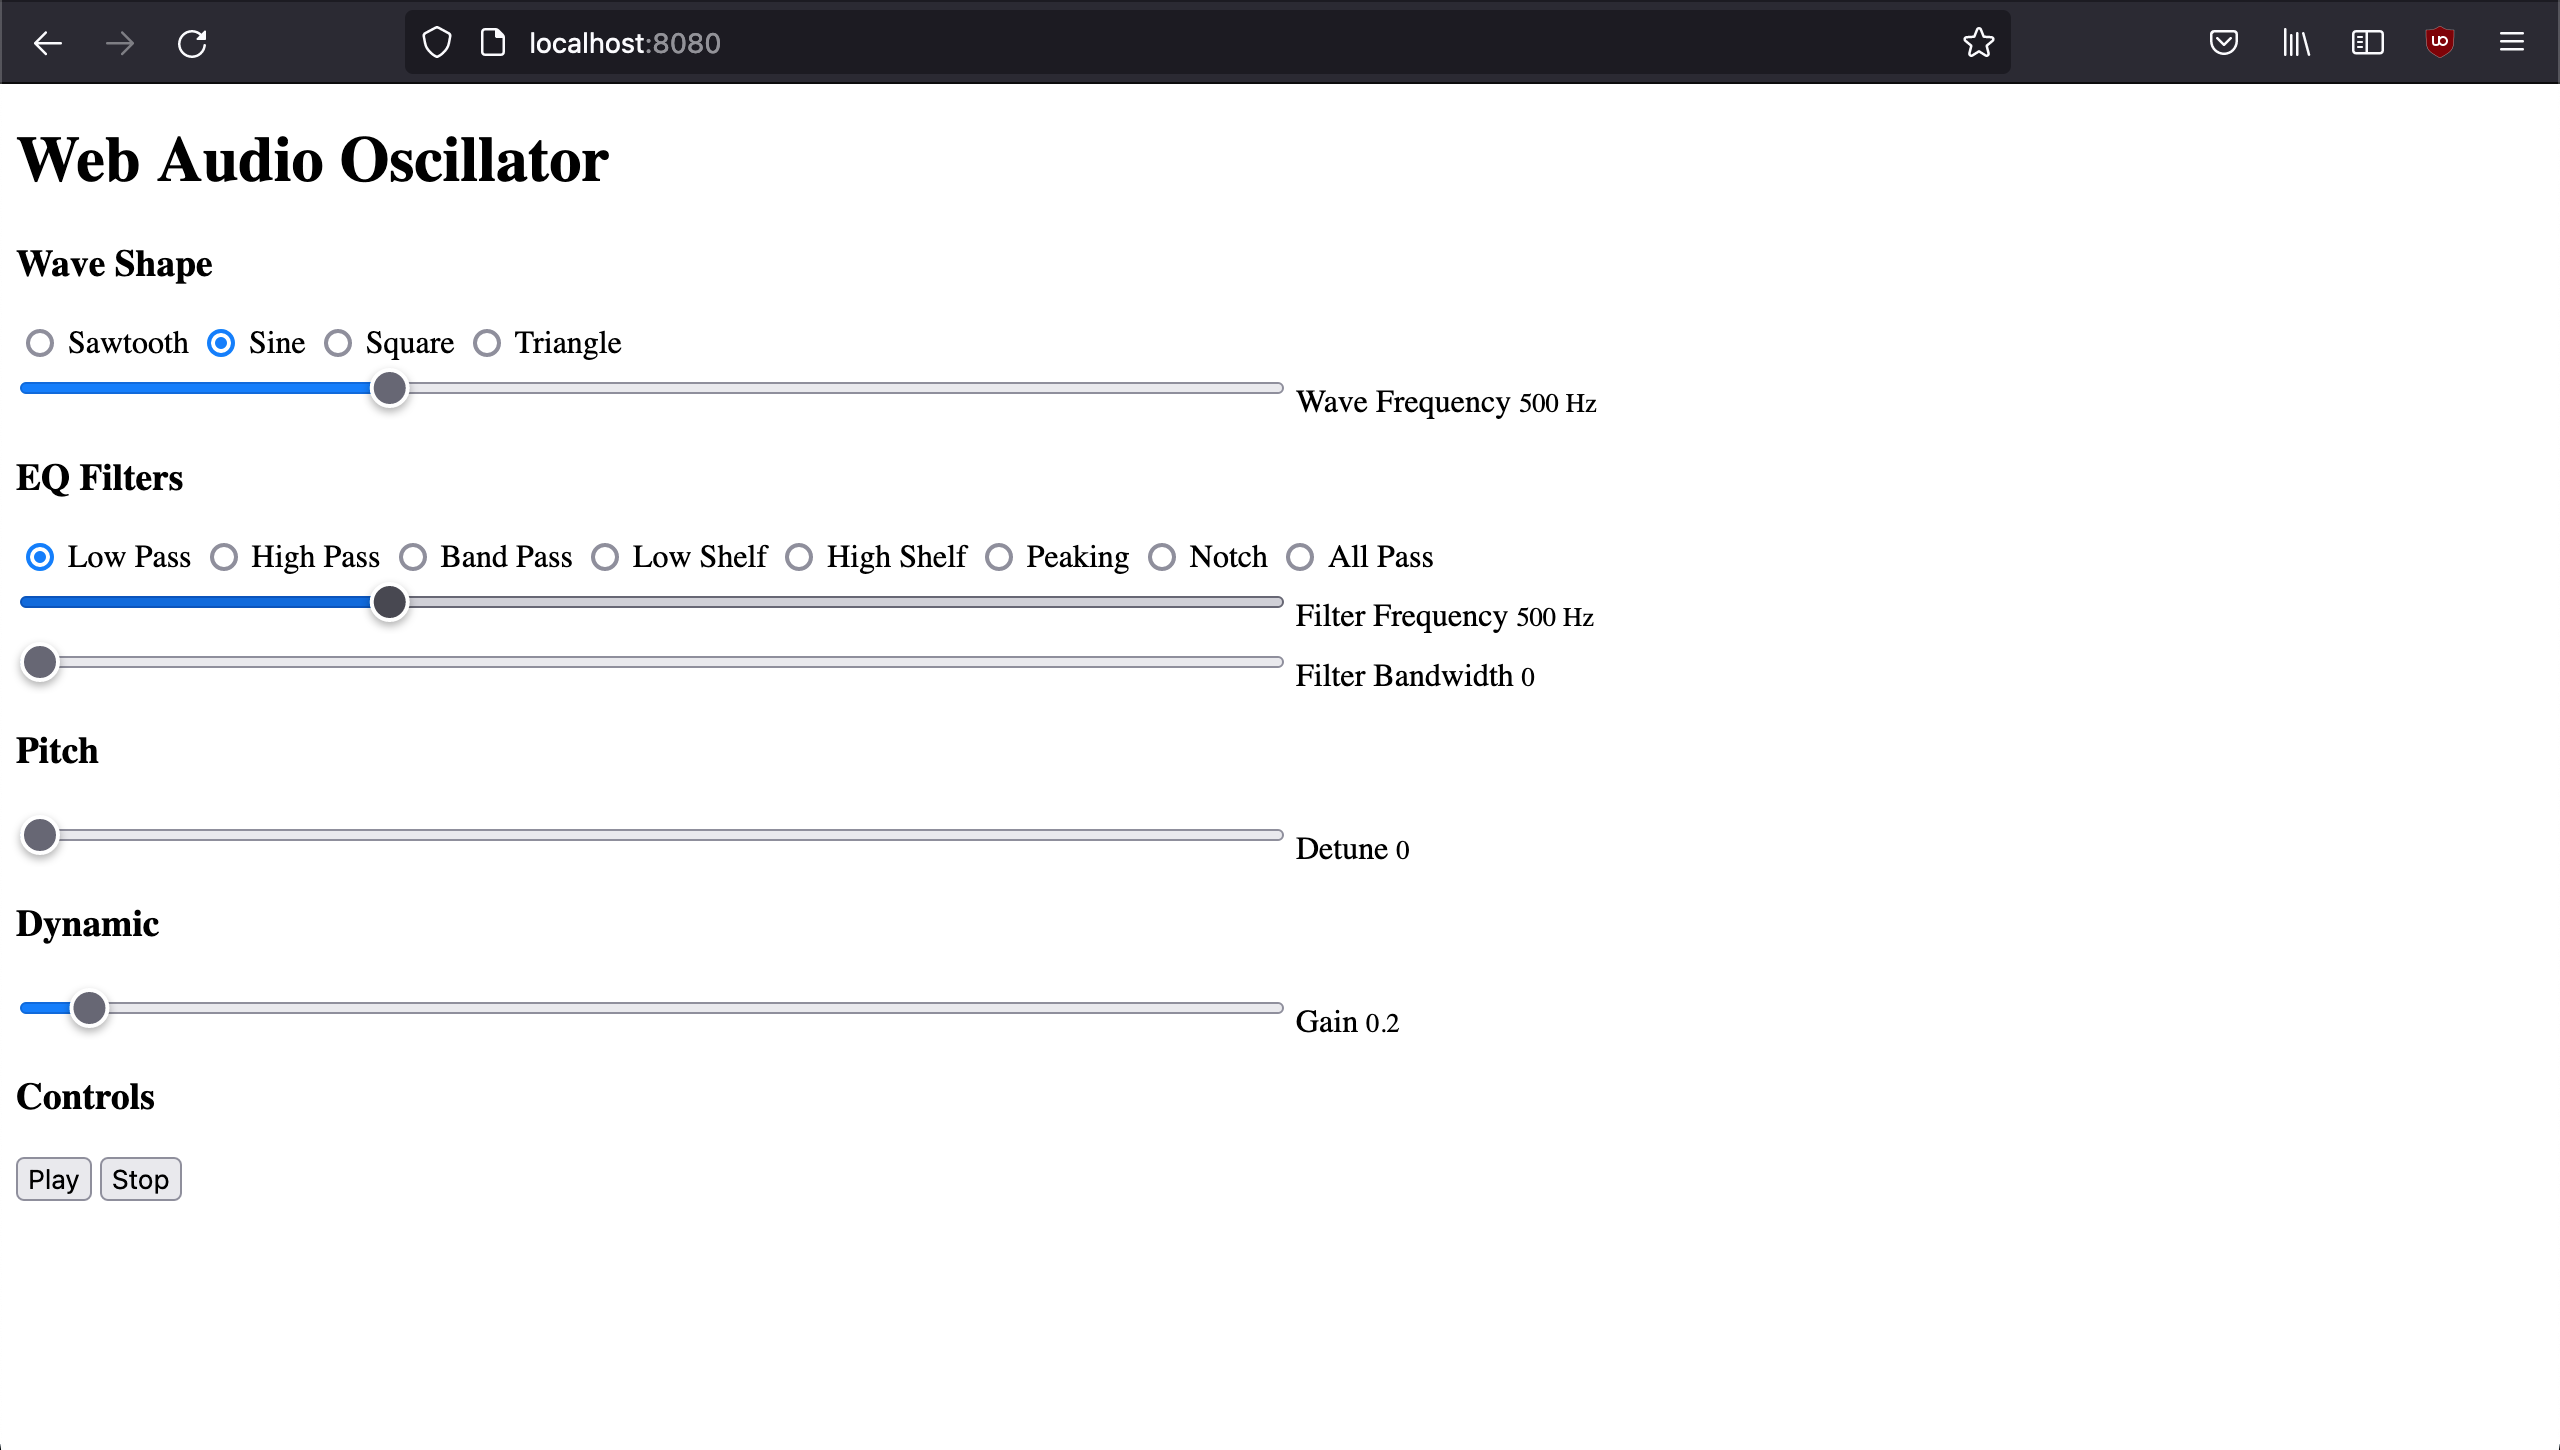 localhost:8080
Web Audio Oscillator
Wave Shape
Sawtooth Sine Square Triangle
Wave Frequency 500 Hz
EQ Filters
Low Pass High Pass Band Pass Low Shelf High Shelf Peaking Notch All Pass
Filter Frequency 500 Hz
Filter Bandwidth 0
Pitch
Detune 0
Dynamic
Gain 0.2
Controls
Play Stop